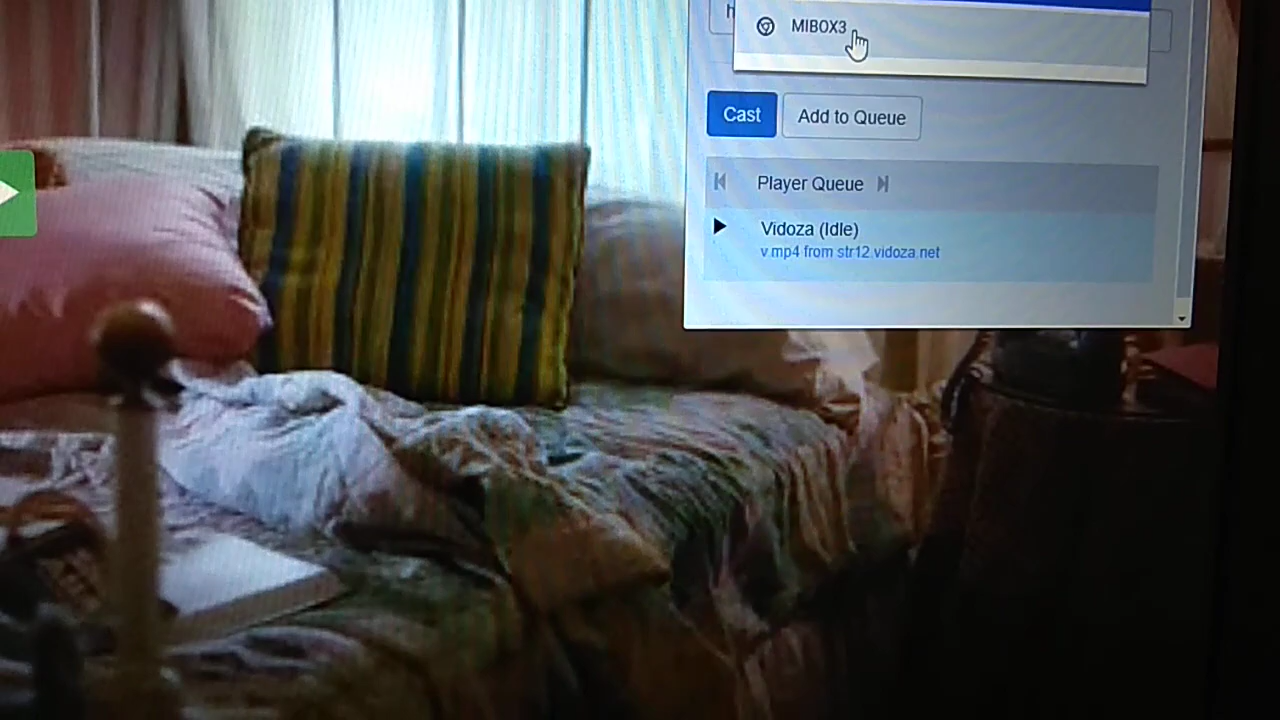 MIBOX3
Cast
Add to Queue
Player Queue
Vidoza (Idle)
v.mp4 from str12.vidoza.net